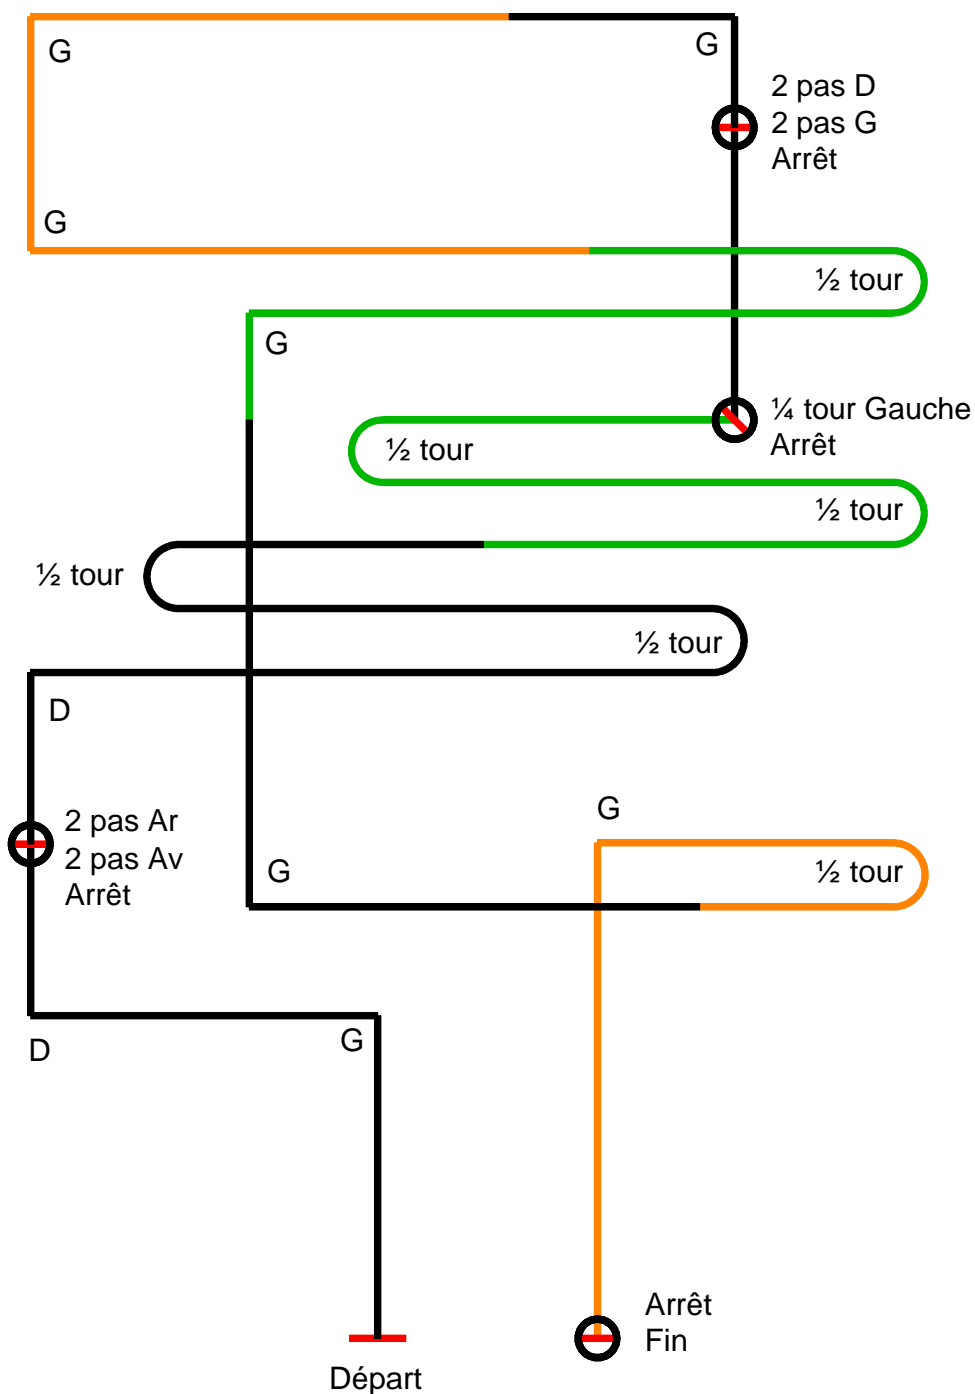 G
G
2 pas D
2 pas G
Arrêt
G
½ tour
G
¼ tour Gauche
Arrêt
½ tour
½ tour
½ tour
½ tour
D
G
2 pas Ar
2 pas Av
Arrêt
G
½ tour
G
D
Arrêt
Fin
Départ